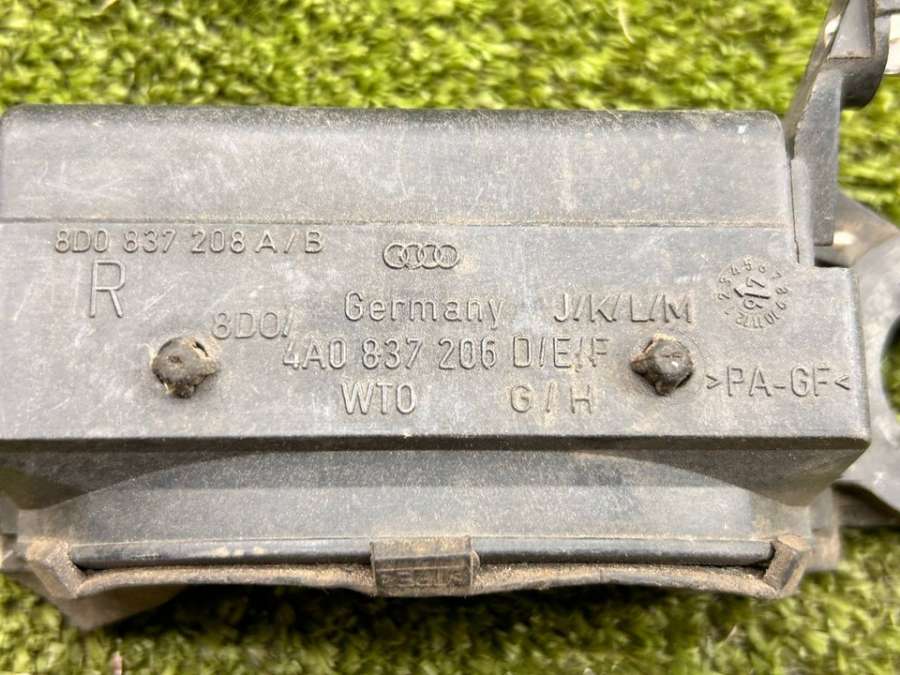 8D0 837 208 A/B
R
Germany J/K/L/M
8D0/
4A0 837 206 D/E/F
WTO G/H
>PA-GF<